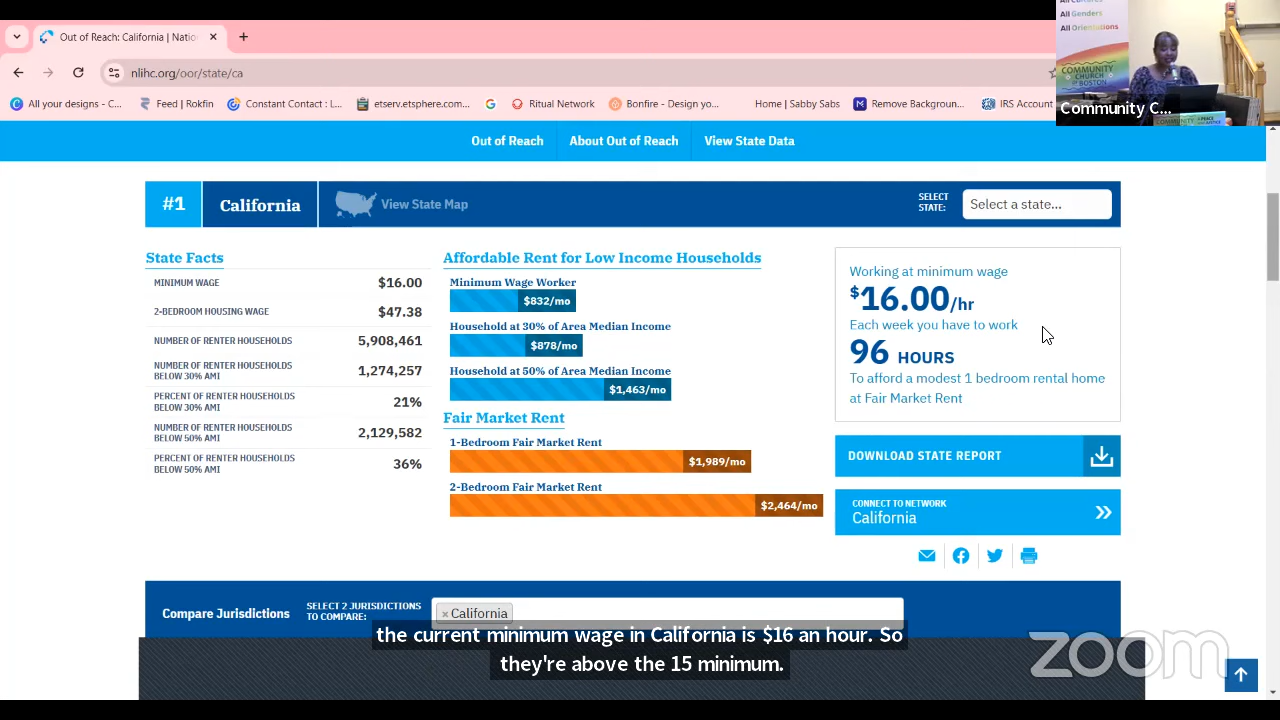 Out of Reach: California | Natio
nlihc.org/oor/state/ca
All your designs - C...
Feed | Rokfin
Constant Contact : L...
etserv.etsphere.com...
Ritual Network
Bonfire - Design yo...
Home | Sabby Sabs
Remove Backgroun...
IRS Account
All Genders
All Orientations
COMMUNITY
CHURCH
BOSTON
Community C...
Out of Reach
About Out of Reach
View State Data
#1
California
View State Map
SELECT
STATE:
Select a state...
State Facts
MINIMUM WAGE $16.00
2-BEDROOM HOUSING WAGE $47.38
NUMBER OF RENTER HOUSEHOLDS 5,908,461
NUMBER OF RENTER HOUSEHOLDS
BELOW 30% AMI 1,274,257
PERCENT OF RENTER HOUSEHOLDS
BELOW 30% AMI 21%
NUMBER OF RENTER HOUSEHOLDS
BELOW 50% AMI 2,129,582
PERCENT OF RENTER HOUSEHOLDS
BELOW 50% AMI 36%
Affordable Rent for Low Income Households
Minimum Wage Worker
$832/mo
Household at 30% of Area Median Income
$878/mo
Household at 50% of Area Median Income
$1,463/mo
Fair Market Rent
1-Bedroom Fair Market Rent
$1,989/mo
2-Bedroom Fair Market Rent
$2,464/mo
Working at minimum wage
$16.00/hr
Each week you have to work
96 HOURS
To afford a modest 1 bedroom rental home
at Fair Market Rent
DOWNLOAD STATE REPORT
CONNECT TO NETWORK
California
Compare Jurisdictions
SELECT 2 JURISDICTIONS
TO COMPARE:
× California
the current minimum wage in California is $16 an hour. So
they're above the 15 minimum.
zoom